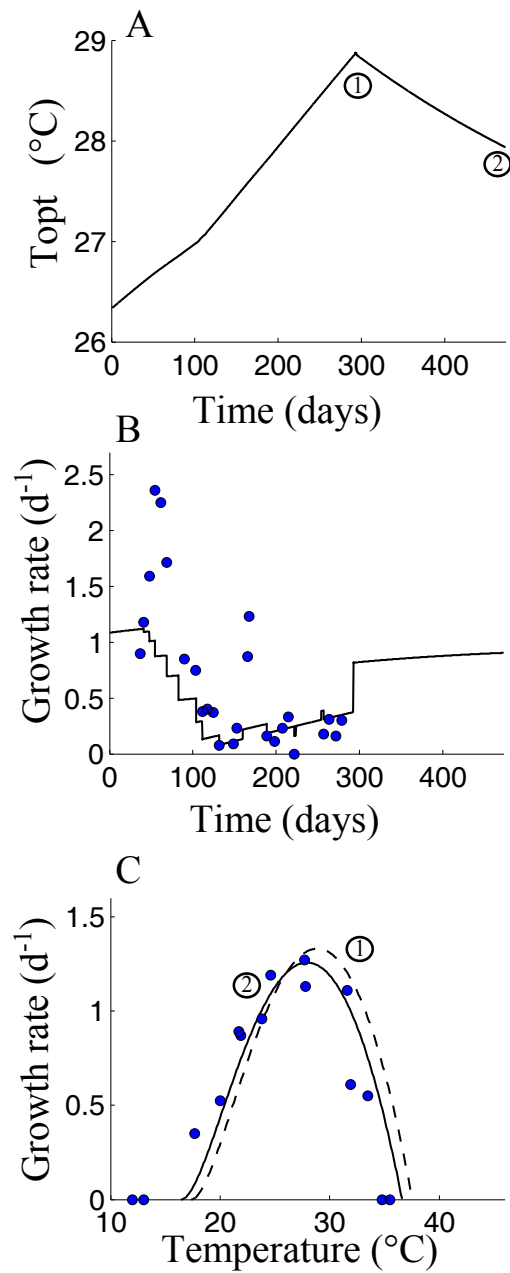 A
29
28
27
26
Topt (°C)
①
②
0 100 200 300 400
Time (days)
B
2.5
2
1.5
1
0.5
0
Growth rate (d⁻¹)
0 100 200 300 400
Time (days)
C
1.5
1
0.5
0
Growth rate (d⁻¹)
①
②
10 20 30 40
Temperature (°C)